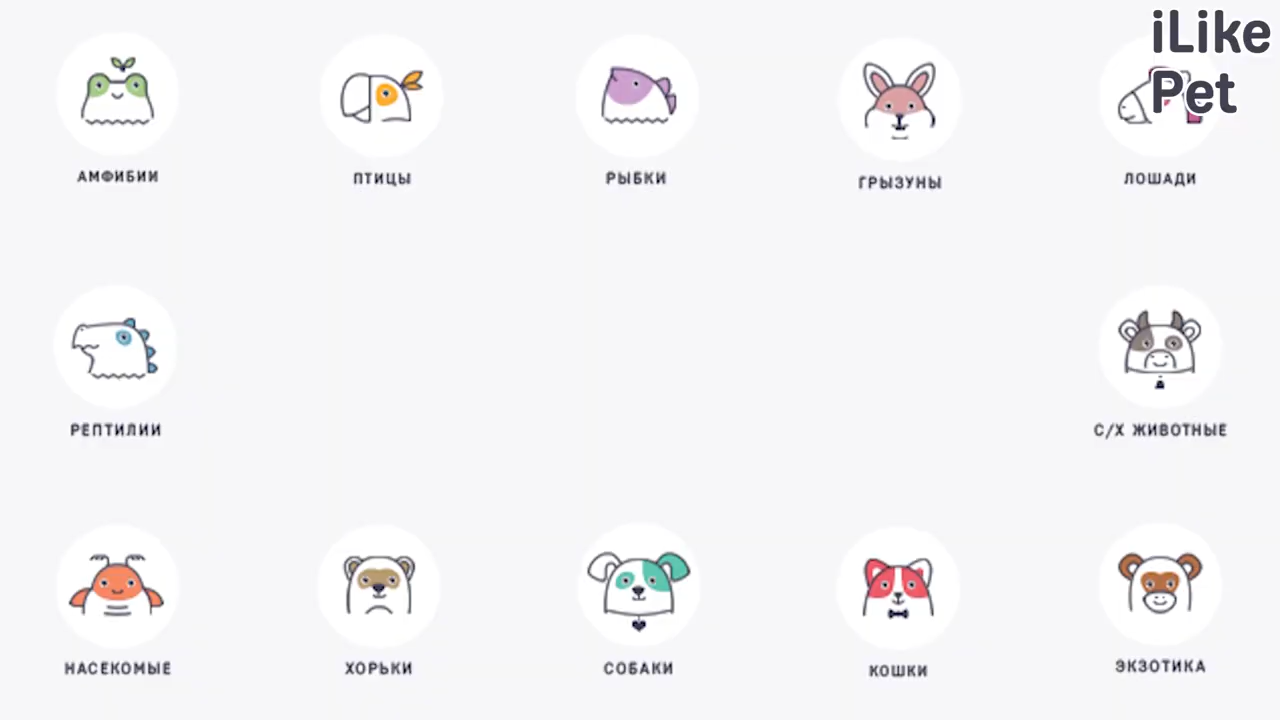 iLike
Pet
АМФИБИИ
ПТИЦЫ
РЫБКИ
ГРЫЗУНЫ
ЛОШАДИ
РЕПТИЛИИ
С/Х ЖИВОТНЫЕ
НАСЕКОМЫЕ
ХОРЬКИ
СОБАКИ
КОШКИ
ЭКЗОТИКА